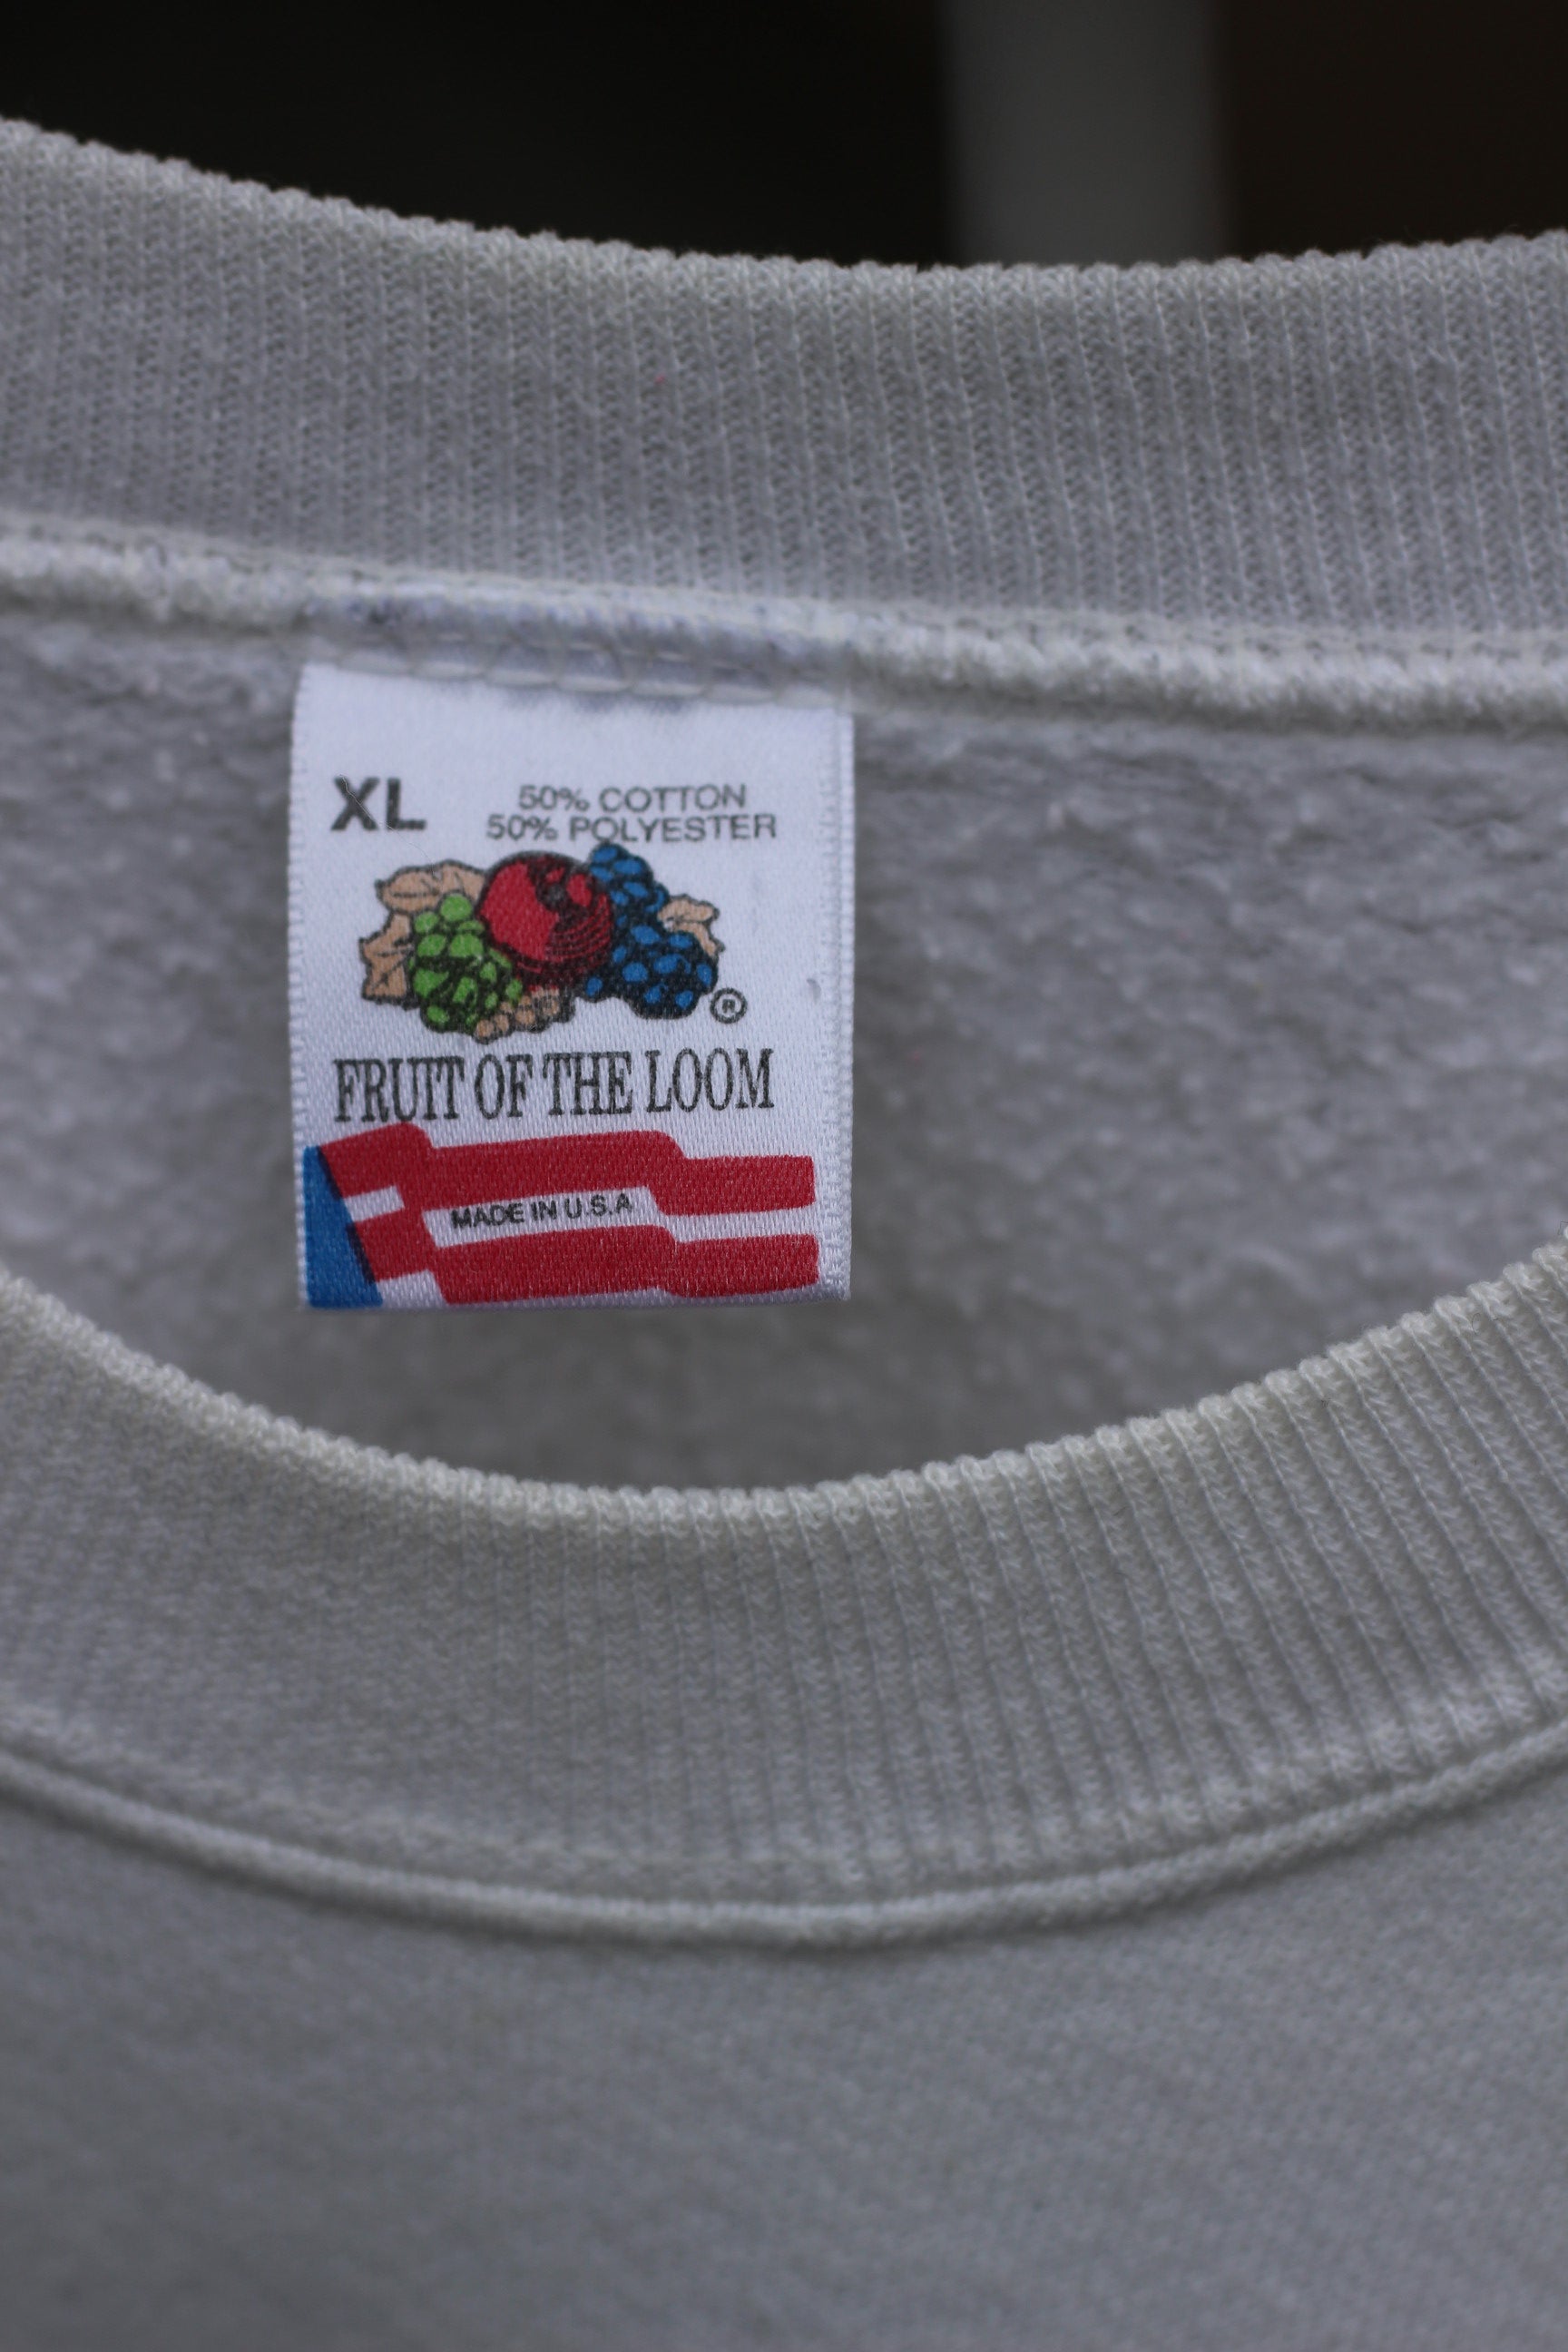 XL
50% COTTON
50% POLYESTER
®
FRUIT OF THE LOOM
MADE IN U.S.A